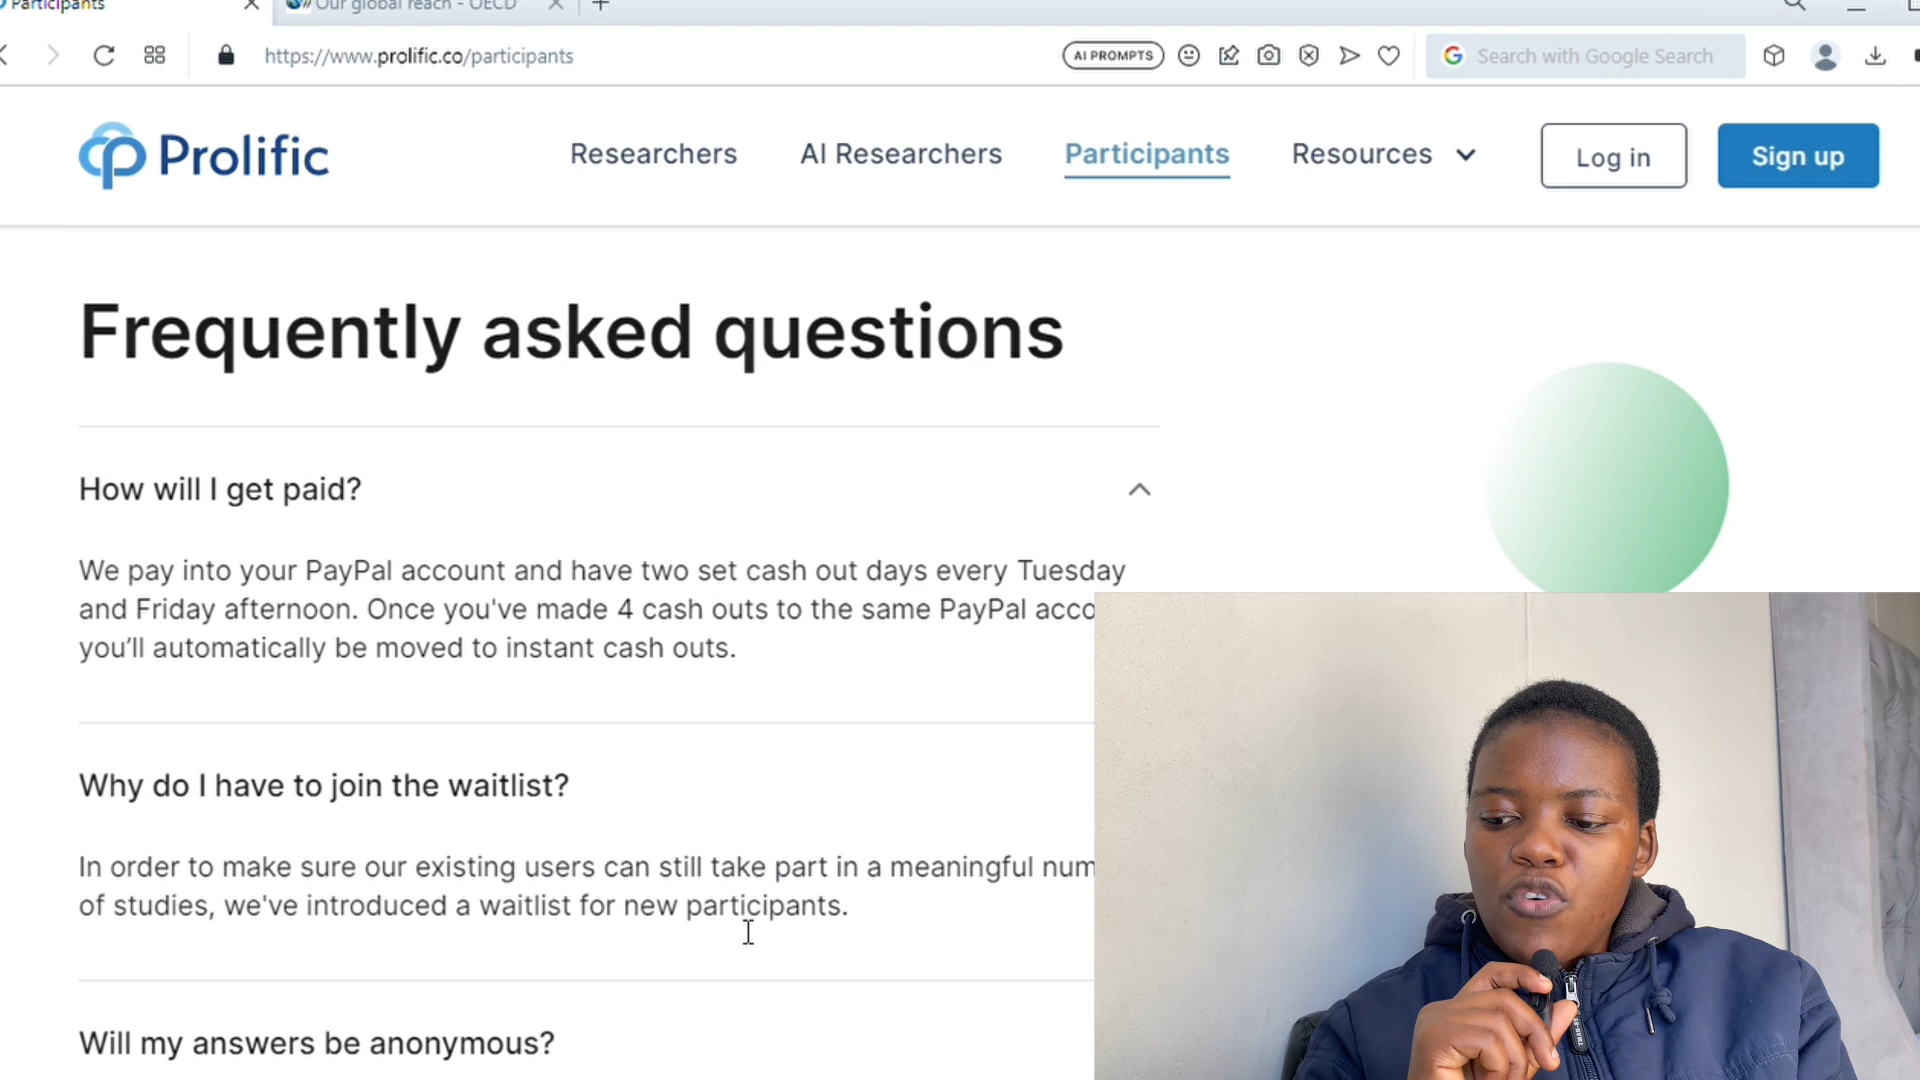 Participants
Our global reach - OECD
https://www.prolific.co/participants
AI PROMPTS
Search with Google Search
Prolific
Researchers
AI Researchers
Participants
Resources
Log in
Sign up
Frequently asked questions
How will I get paid?
We pay into your PayPal account and have two set cash out days every Tuesday
and Friday afternoon. Once you've made 4 cash outs to the same PayPal acco
you’ll automatically be moved to instant cash outs.
Why do I have to join the waitlist?
In order to make sure our existing users can still take part in a meaningful num
of studies, we've introduced a waitlist for new participants.
Will my answers be anonymous?